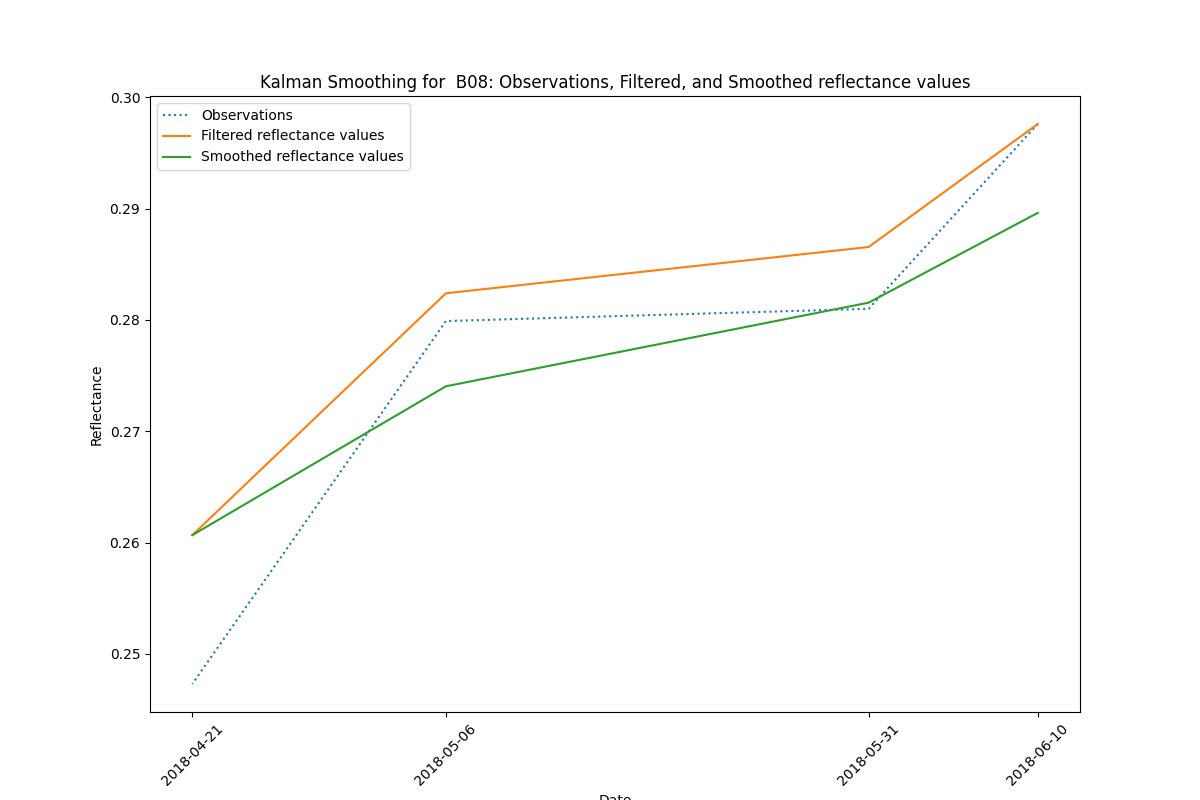 Kalman Smoothing for  B08: Observations, Filtered, and Smoothed reflectance values
Observations
Filtered reflectance values
Smoothed reflectance values
0.30
0.29
0.28
0.27
0.26
0.25
Reflectance
2018-04-21
2018-05-06
2018-05-31
2018-06-10
Date